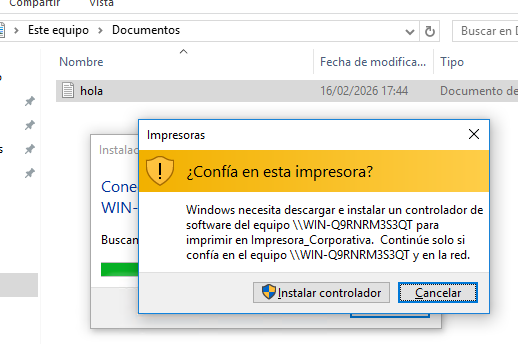 Compartir Vista
Este equipo > Documentos
Buscar en D
Nombre Fecha de modifica... Tipo
hola 16/02/2026 17:44 Documento de
Instalac
Cone
WIN-
Buscan
Impresoras
¿Confía en esta impresora?
Windows necesita descargar e instalar un controlador de
software del equipo \\WIN-Q9RNRM3S3QT para
imprimir en Impresora_Corporativa. Continúe solo si
confía en el equipo \\WIN-Q9RNRM3S3QT y en la red.
Instalar controlador Cancelar